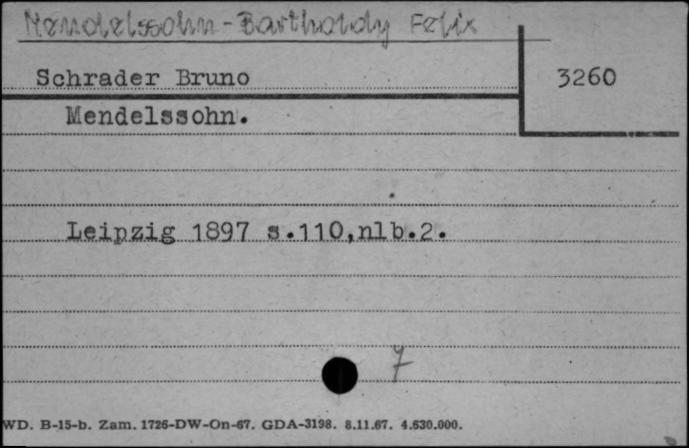 Mendelssohn-Bartholdy Felix
Schrader Bruno
3260
Mendelssohn.
Leipzig 1897 s.110,nlb.2.
7
WD. B-15-b. Zam. 1726-DW-On-67. GDA-3198. 8.11.67. 4.630.000.